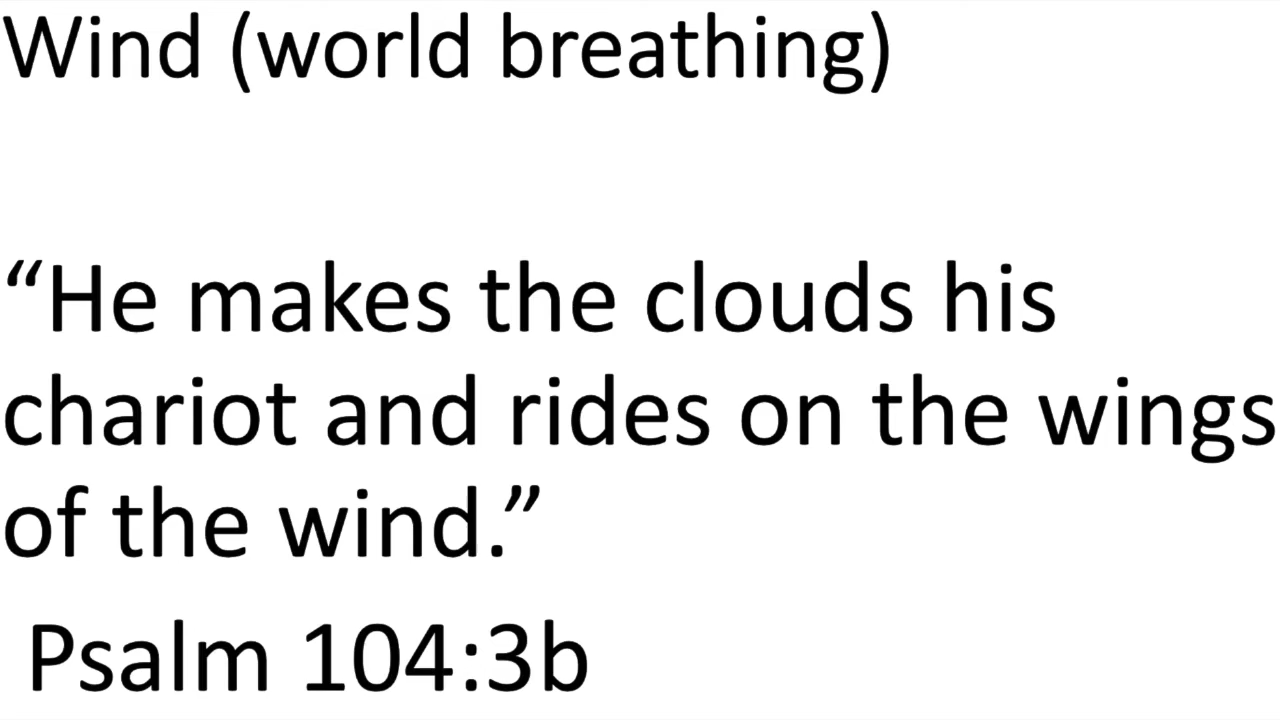 Wind (world breathing)
“He makes the clouds his
chariot and rides on the wings
of the wind.”
Psalm 104:3b